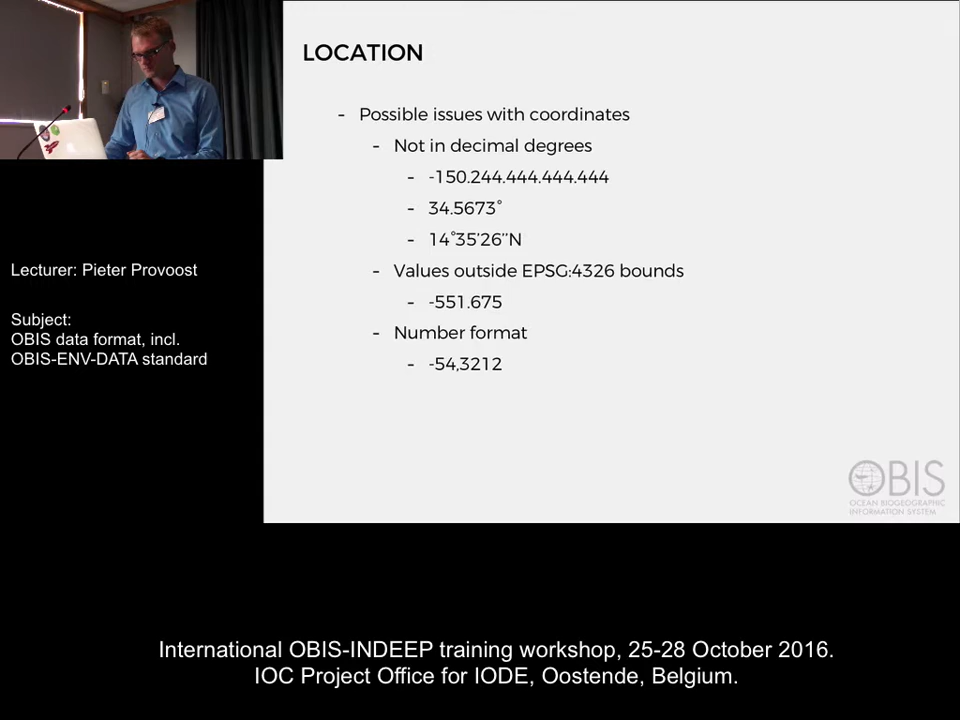 LOCATION
- Possible issues with coordinates
- Not in decimal degrees
- -150.244.444.444.444
- 34.5673°
- 14°35'26''N
- Values outside EPSG:4326 bounds
- -551.675
- Number format
- -54,3212
Lecturer: Pieter Provoost
Subject:
OBIS data format, incl.
OBIS-ENV-DATA standard
OBIS
OCEAN BIOGEOGRAPHIC
INFORMATION SYSTEM
International OBIS-INDEEP training workshop, 25-28 October 2016.
IOC Project Office for IODE, Oostende, Belgium.